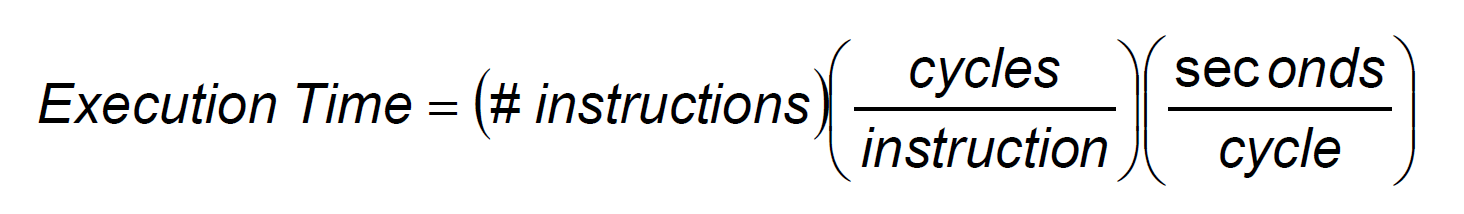 Execution Time = (# instructions)(cycles/instruction)(seconds/cycle)